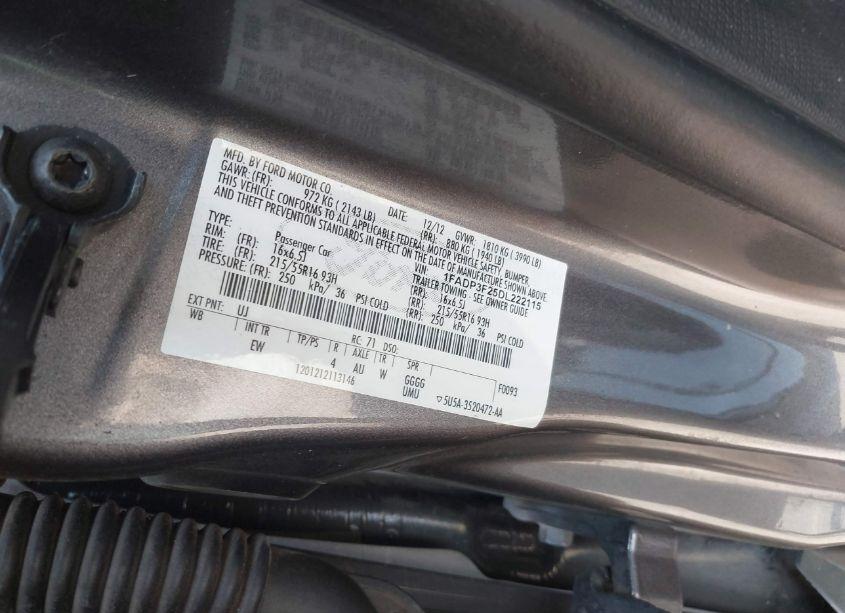 MFD. BY FORD MOTOR CO.
DATE: 12/12 GVWR: 1810 KG ( 3990 LB)
GAWR: (FR): 972 KG ( 2143 LB) (RR): 880 KG ( 1940 LB)
THIS VEHICLE CONFORMS TO ALL APPLICABLE FEDERAL MOTOR VEHICLE SAFETY, BUMPER,
AND THEFT PREVENTION STANDARDS IN EFFECT ON THE DATE OF MANUFACTURE SHOWN ABOVE.
VIN: 1FADP3F25DL222115
TYPE: Passenger Car TRAILER TOWING - SEE OWNER GUIDE
RIM: (FR): 16x6.5J (RR): 16x6.5J
TIRE: (FR): 215/55R16 93H (RR): 215/55R16 93H
PRESSURE: (FR): 250 kPa/ 36 PSI COLD (RR): 250 kPa/ 36 PSI COLD
EXT PNT: UJ RC: 71 DSO: F0093
WB INT TR TP/PS R AXLE TR SPR
EW 4 AU W GGGG
UMU
1201212113146 5U5A-3520472-AA